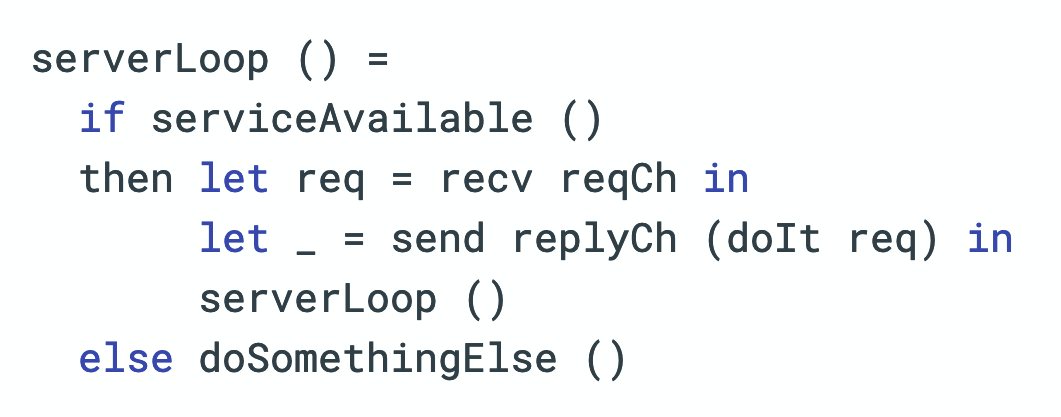 serverLoop () =
  if serviceAvailable ()
  then let req = recv reqCh in
       let _ = send replyCh (doIt req) in
       serverLoop ()
  else doSomethingElse ()